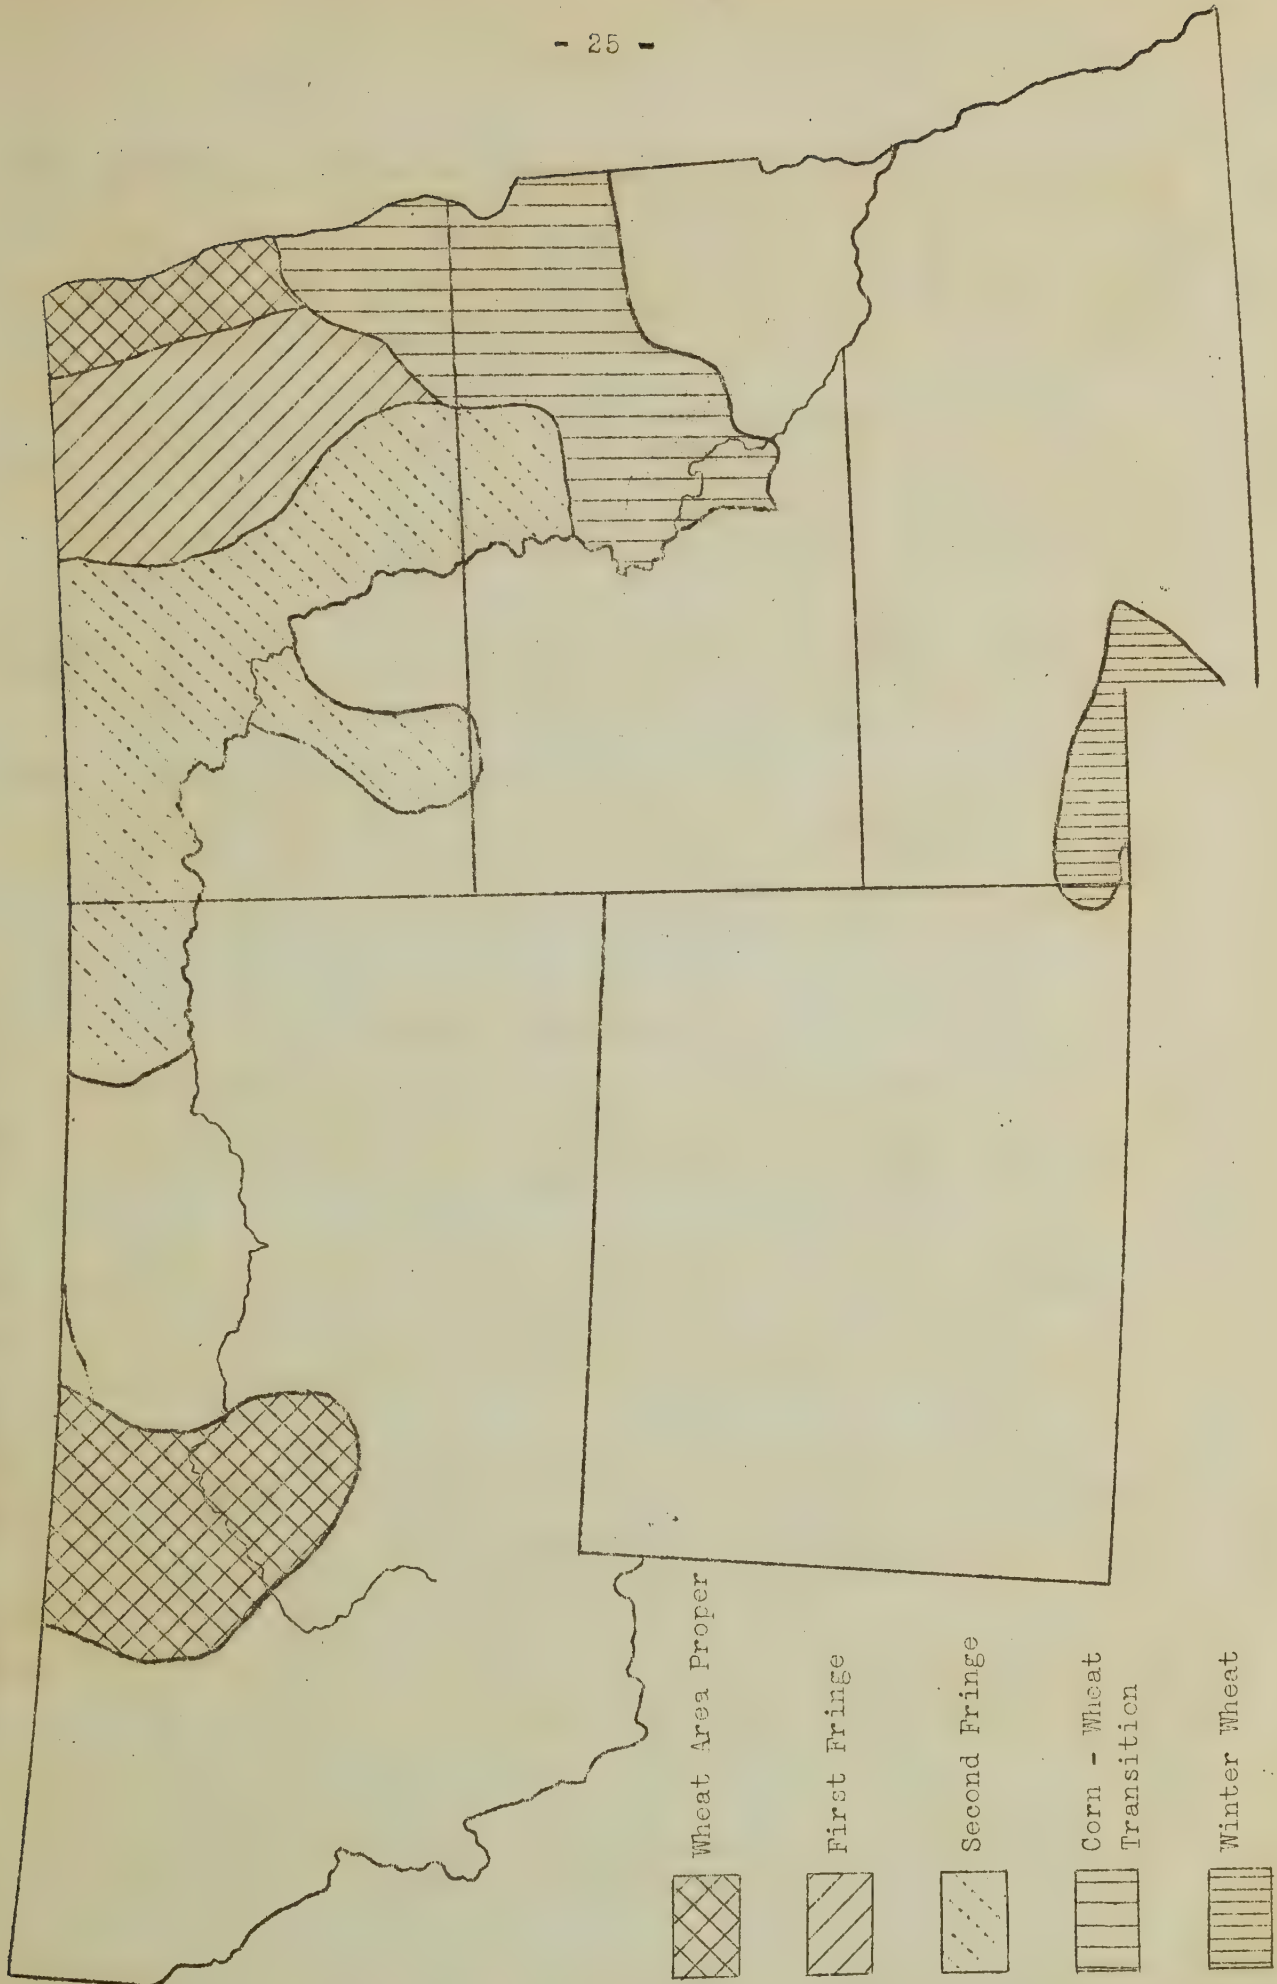 - 25 -
Wheat Area Proper
First Fringe
Second Fringe
Corn - Wheat
Transition
Winter Wheat